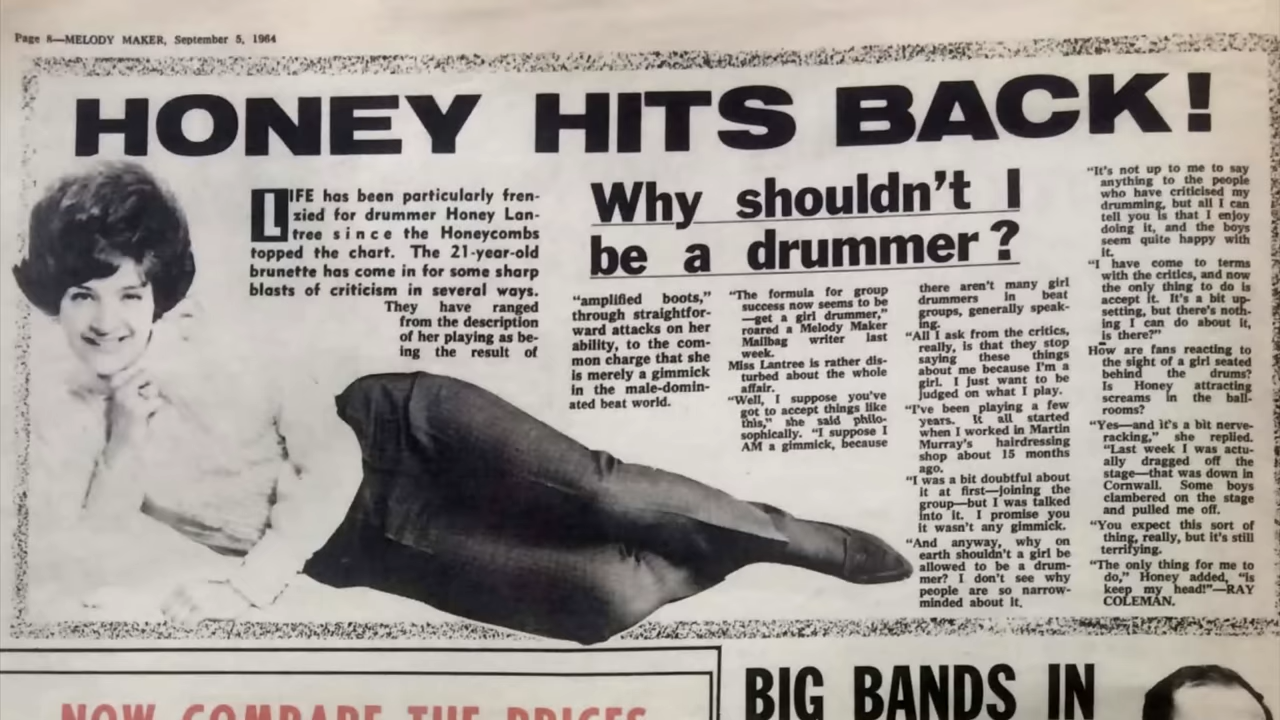 Page 8—MELODY MAKER, September 5, 1964
HONEY HITS BACK!
LIFE has been particularly fren-
zied for drummer Honey Lan-
tree since the Honeycombs
topped the chart. The 21-year-old
brunette has come in for some sharp
blasts of criticism in several ways.
They have ranged
from the description
of her playing as be-
ing the result of
Why shouldn't I
be a drummer?
"amplified boots,"
through straightfor-
ward attacks on her
ability, to the com-
mon charge that she
is merely a gimmick
in the male-domin-
ated beat world.
"The formula for group
success now seems to be
—get a girl drummer,"
roared a Melody Maker
Mailbag writer last
week.
Miss Lantree is rather dis-
turbed about the whole
affair.
"Well, I suppose you've
got to accept things like
this," she said philo-
sophically. "I suppose I
AM a gimmick, because
there aren't many girl
drummers in beat
groups, generally speak-
ing.
"All I ask from the critics,
really, is that they stop
saying these things
about me because I'm a
girl. I just want to be
judged on what I play.
"I've been playing a few
years. It all started
when I worked in Martin
Murray's hairdressing
shop about 15 months
ago.
"I was a bit doubtful about
it at first—joining the
group—but I was talked
into it. I promise you
it wasn't any gimmick.
"And anyway, why on
earth shouldn't a girl be
allowed to be a drum-
mer? I don't see why
people are so narrow-
minded about it.
"It's not up to me to say
anything to the people
who have criticised my
drumming, but all I can
tell you is that I enjoy
doing it, and the boys
seem quite happy with
it.
"I have come to terms
with the critics, and now
the only thing to do is
accept it. It's a bit up-
setting, but there's noth-
ing I can do about it,
is there?"
How are fans reacting to
the sight of a girl seated
behind the drums?
Is Honey attracting
screams in the ball-
rooms?
"Yes—and it's a bit nerve-
racking," she replied.
"Last week I was actu-
ally dragged off the
stage—that was down in
Cornwall. Some boys
clambered on the stage
and pulled me off.
"You expect this sort of
thing, really, but it's still
terrifying.
"The only thing for me to
do," Honey added, "is
keep my head!"—RAY
COLEMAN.
NOW COMPARE THE PRICES
BIG BANDS IN